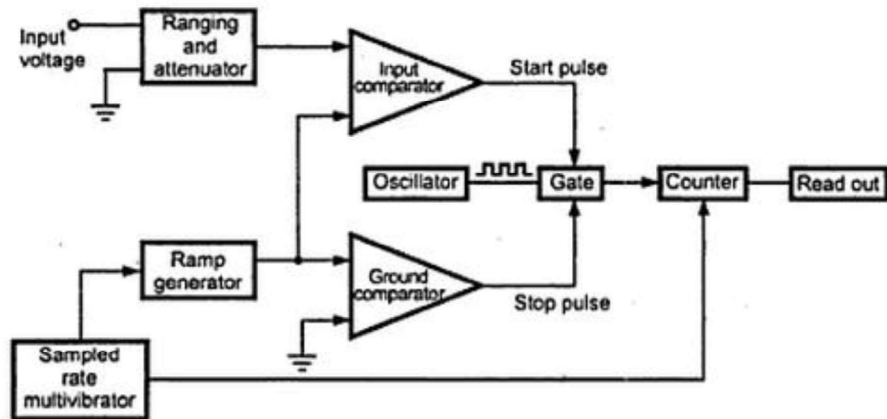 Input
voltage
Ranging
and
attenuator
Input
comparator
Start pulse
Oscillator
Gate
Counter
Read out
Ramp
generator
Ground
comparator
Stop pulse
Sampled
rate
multivibrator